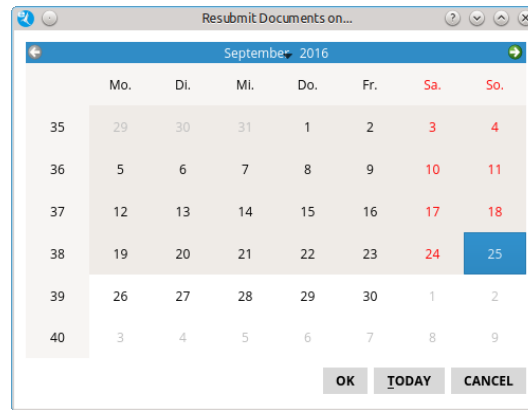 Resubmit Documents on...
September, 2016
Mo. Di. Mi. Do. Fr. Sa. So.
35 29 30 31 1 2 3 4
36 5 6 7 8 9 10 11
37 12 13 14 15 16 17 18
38 19 20 21 22 23 24 25
39 26 27 28 29 30 1 2
40 3 4 5 6 7 8 9
OK TODAY CANCEL